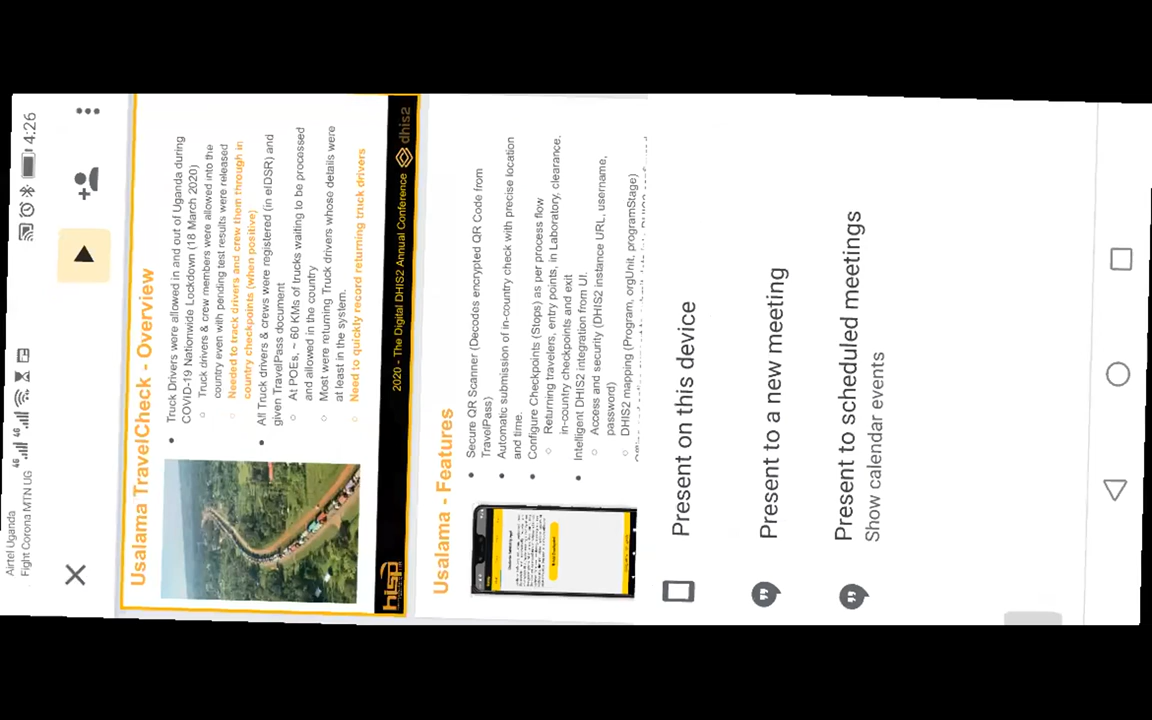 Airtel Uganda
Fight Corona MTN UG
4G
4G
4:26
Usalama TravelCheck - Overview
● Truck Drivers were allowed in and out of Uganda during
COVID-19 Nationwide Lockdown (18 March 2020)
○ Truck drivers & crew members were allowed into the
country even with pending test results were released
○ Needed to track drivers and crew them through in
country checkpoints (when positive)
● All Truck drivers & crews were registered (in eIDSR) and
given TravelPass document
○ At POEs, ~ 60 KMs of trucks waiting to be processed
and allowed in the country
○ Most were returning Truck drivers whose details were
at least in the system.
○ Need to quickly record returning truck drivers
hisp
2020 - The Digital DHIS2 Annual Conference
dhis2
Usalama - Features
● Secure QR Scanner (Decodes encrypted QR Code from
TravelPass)
● Automatic submission of in-country check with precise location
and time.
● Configure Checkpoints (Stops) as per process flow
○ Returning travelers, entry points, in Laboratory, clearance.
in-country checkpoints and exit
● Intelligent DHIS2 integration from UI.
○ Access and security (DHIS2 instance URL, username,
password)
○ DHIS2 mapping (Program, orgUnit, programStage)
Present on this device
Present to a new meeting
Present to scheduled meetings
Show calendar events